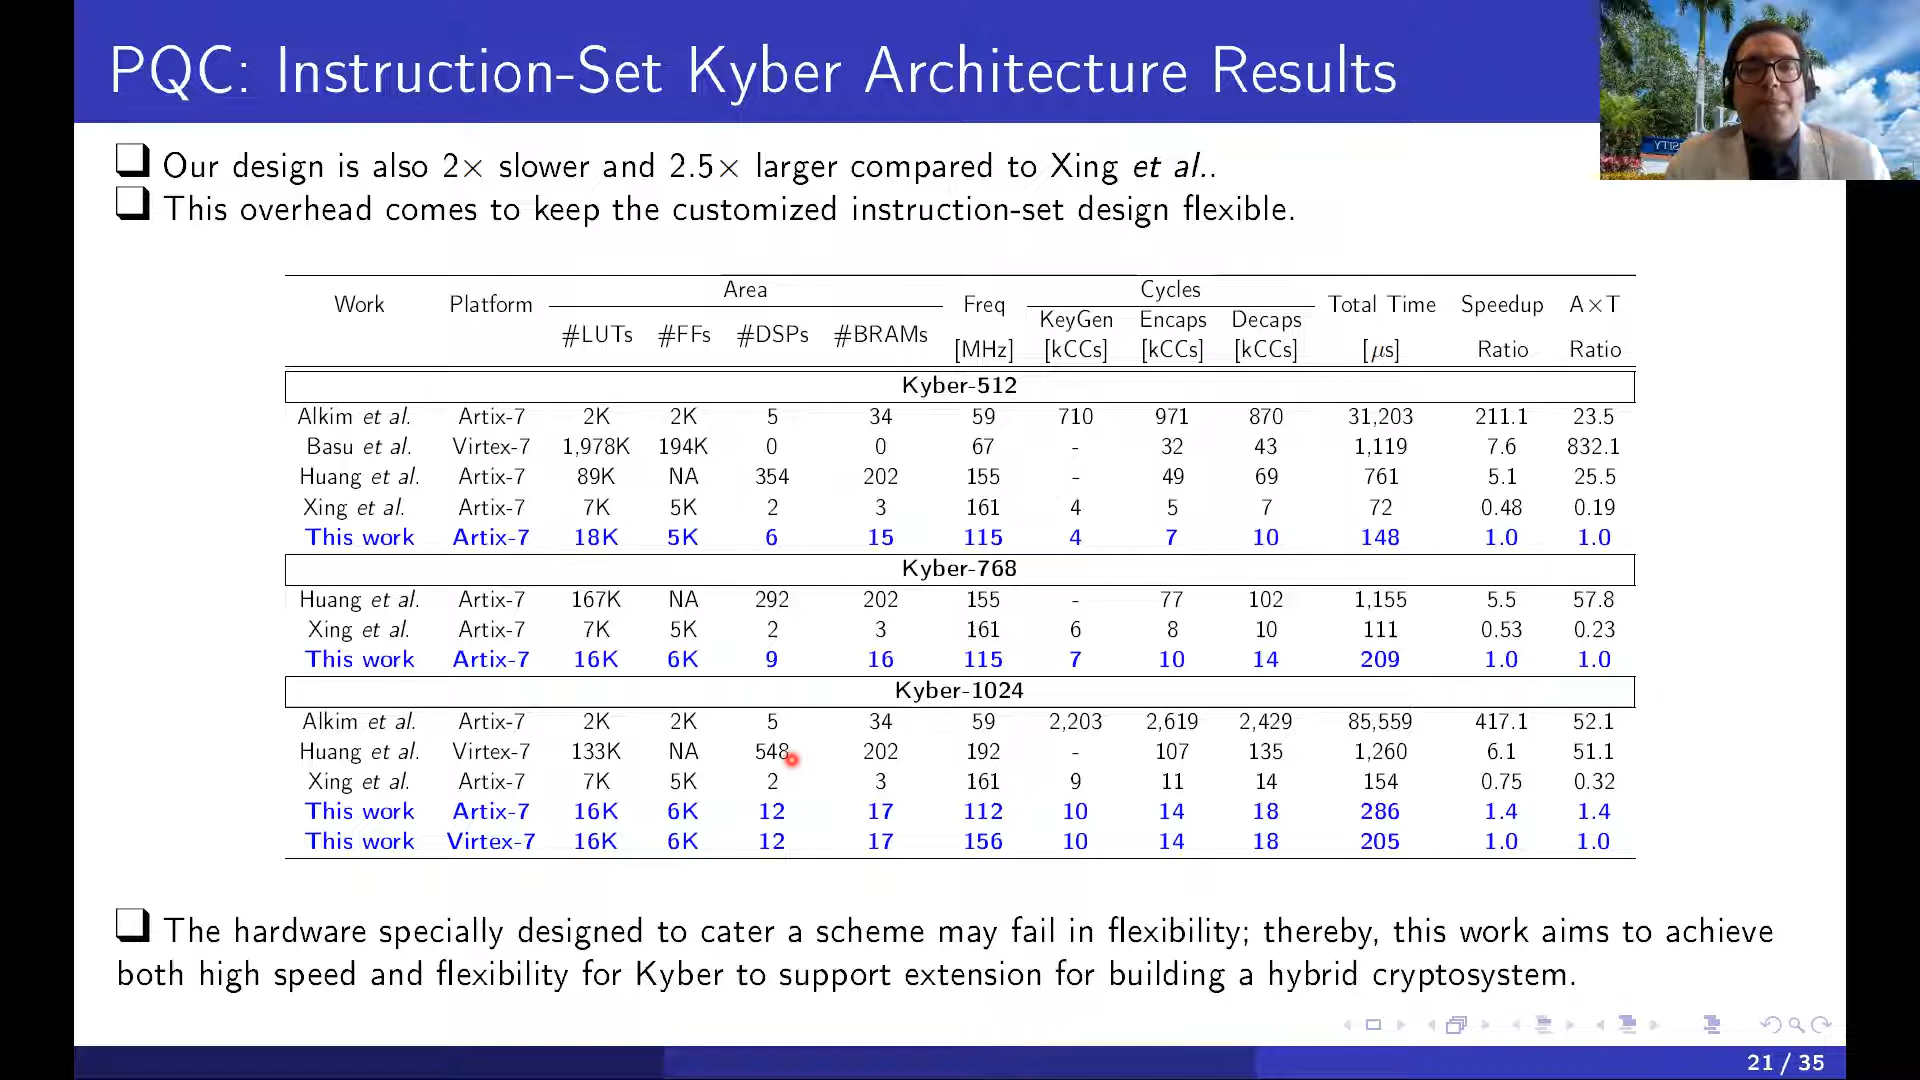 PQC: Instruction-Set Kyber Architecture Results
Our design is also 2× slower and 2.5× larger compared to Xing et al..
This overhead comes to keep the customized instruction-set design flexible.
Work Platform Area Freq Cycles Total Time Speedup A×T
#LUTs #FFs #DSPs #BRAMs KeyGen Encaps Decaps
[MHz] [kCCs] [kCCs] [kCCs] [μs] Ratio Ratio
Kyber-512
Alkim et al. Artix-7 2K 2K 5 34 59 710 971 870 31,203 211.1 23.5
Basu et al. Virtex-7 1,978K 194K 0 0 67 - 32 43 1,119 7.6 832.1
Huang et al. Artix-7 89K NA 354 202 155 - 49 69 761 5.1 25.5
Xing et al. Artix-7 7K 5K 2 3 161 4 5 7 72 0.48 0.19
This work Artix-7 18K 5K 6 15 115 4 7 10 148 1.0 1.0
Kyber-768
Huang et al. Artix-7 167K NA 292 202 155 - 77 102 1,155 5.5 57.8
Xing et al. Artix-7 7K 5K 2 3 161 6 8 10 111 0.53 0.23
This work Artix-7 16K 6K 9 16 115 7 10 14 209 1.0 1.0
Kyber-1024
Alkim et al. Artix-7 2K 2K 5 34 59 2,203 2,619 2,429 85,559 417.1 52.1
Huang et al. Virtex-7 133K NA 548 202 192 - 107 135 1,260 6.1 51.1
Xing et al. Artix-7 7K 5K 2 3 161 9 11 14 154 0.75 0.32
This work Artix-7 16K 6K 12 17 112 10 14 18 286 1.4 1.4
This work Virtex-7 16K 6K 12 17 156 10 14 18 205 1.0 1.0
The hardware specially designed to cater a scheme may fail in flexibility; thereby, this work aims to achieve
both high speed and flexibility for Kyber to support extension for building a hybrid cryptosystem.
21 / 35